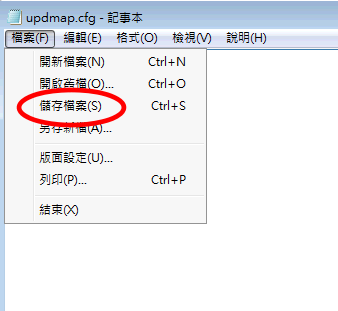 updmap.cfg - 記事本
檔案(F) 編輯(E) 格式(O) 檢視(V) 說明(H)
開新檔案(N) Ctrl+N
開啟舊檔(O)... Ctrl+O
儲存檔案(S) Ctrl+S
另存新檔(A)...
版面設定(U)...
列印(P)... Ctrl+P
結束(X)